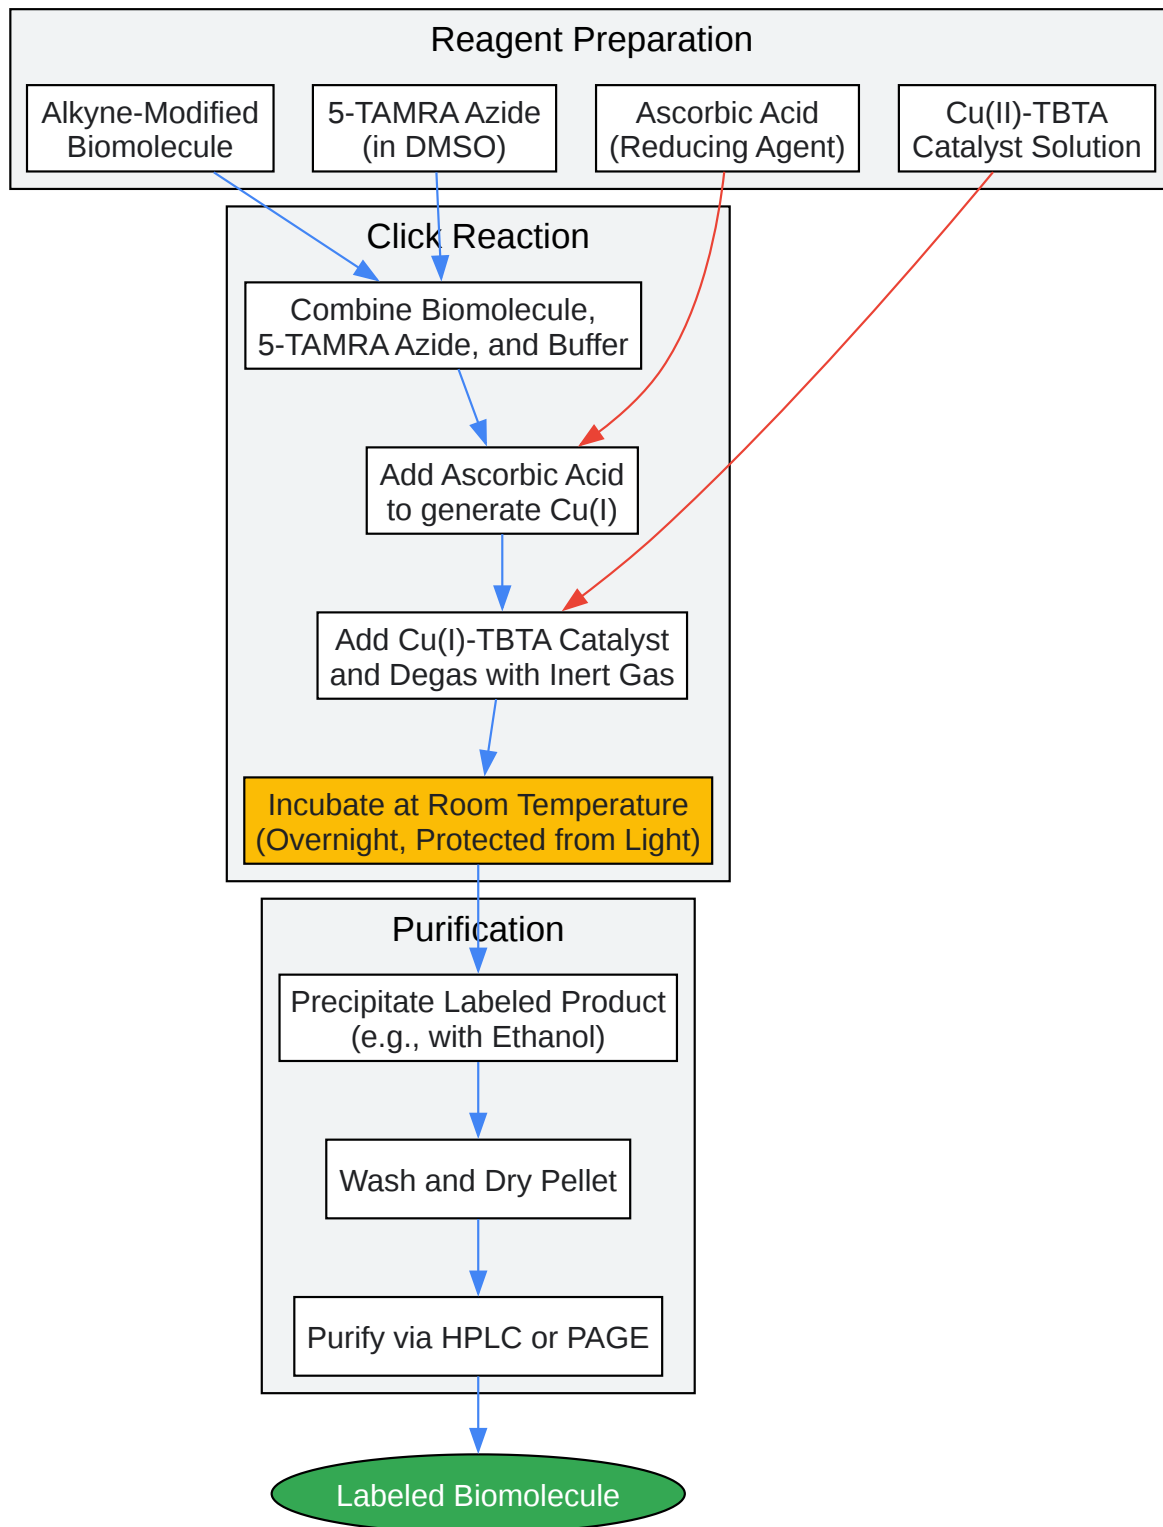 Reagent Preparation
Alkyne-Modified
Biomolecule
5-TAMRA Azide
(in DMSO)
Ascorbic Acid
(Reducing Agent)
Cu(II)-TBTA
Catalyst Solution
Click Reaction
Combine Biomolecule,
5-TAMRA Azide, and Buffer
Add Ascorbic Acid
to generate Cu(I)
Add Cu(I)-TBTA Catalyst
and Degas with Inert Gas
Incubate at Room Temperature
(Overnight, Protected from Light)
Purification
Precipitate Labeled Product
(e.g., with Ethanol)
Wash and Dry Pellet
Purify via HPLC or PAGE
Labeled Biomolecule